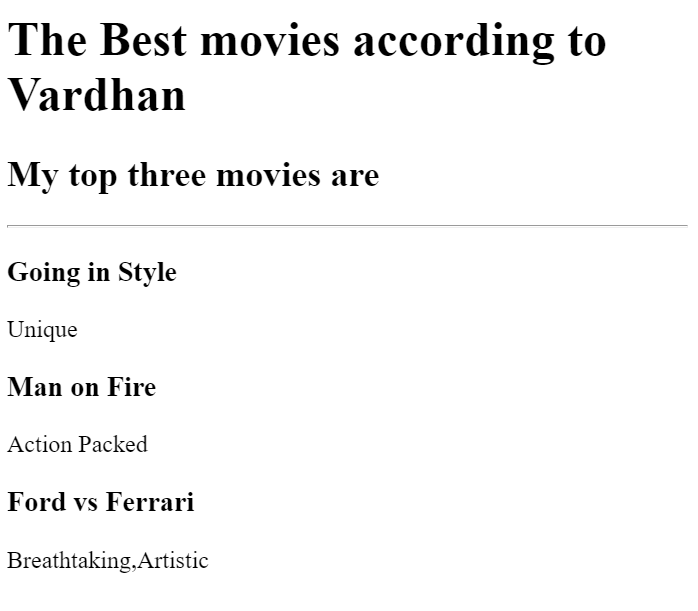 The Best movies according to
Vardhan
My top three movies are
Going in Style
Unique
Man on Fire
Action Packed
Ford vs Ferrari
Breathtaking,Artistic